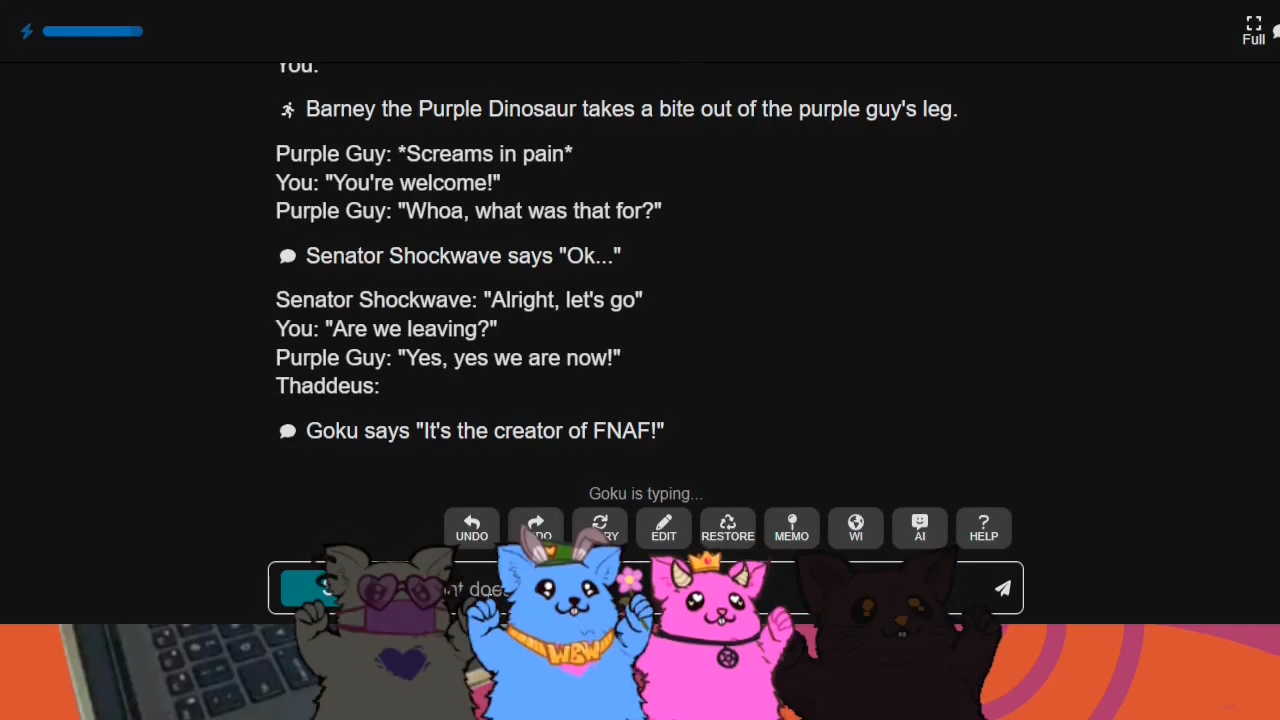 Full
You:
Barney the Purple Dinosaur takes a bite out of the purple guy's leg.
Purple Guy: *Screams in pain*
You: "You're welcome!"
Purple Guy: "Whoa, what was that for?"
Senator Shockwave says "Ok..."
Senator Shockwave: "Alright, let's go"
You: "Are we leaving?"
Purple Guy: "Yes, yes we are now!"
Thaddeus:
Goku says "It's the creator of FNAF!"
Goku is typing...
UNDO EDIT RESTORE MEMO WI AI HELP
WBW